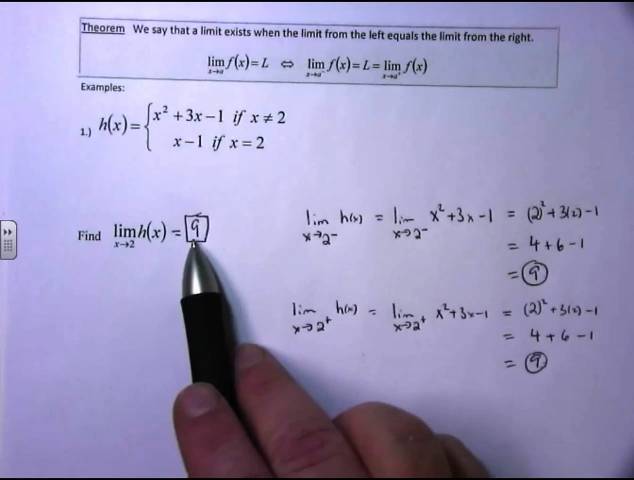 Theorem We say that a limit exists when the limit from the left equals the limit from the right.
lim f(x) = L ⇔ lim f(x) = L = lim f(x)
x→a x→a⁻ x→a⁺
Examples:
1.) h(x) = { x² + 3x − 1 if x ≠ 2
x − 1 if x = 2
Find lim h(x) = 9
x→2
lim h(x) = lim x² + 3x − 1 = (2)² + 3(2) − 1
x→2⁻ x→2⁻
= 4 + 6 − 1
= 9
lim h(x) = lim x² + 3x − 1 = (2)² + 3(2) − 1
x→2⁺ x→2⁺
= 4 + 6 − 1
= 9